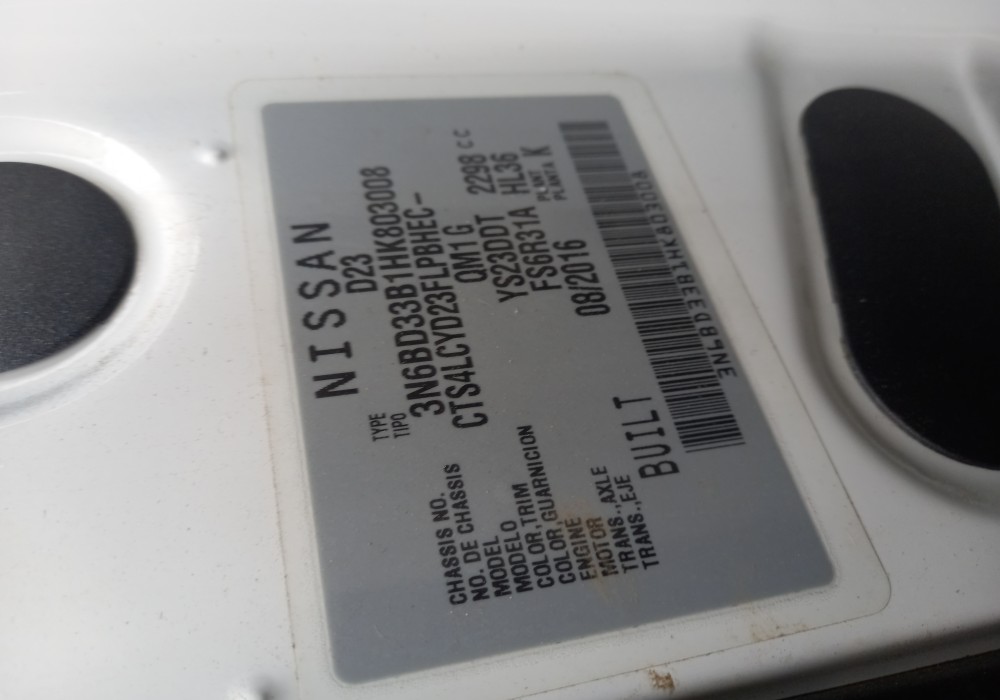 NISSAN
TYPE
TIPO
D23
CHASSIS NO.
NO. DE CHASSIS
3N6BD33B1HK803008
MODEL
MODELO
CTS4LCYD23FLPBHEC-
COLOR,TRIM
COLOR,GUARNICION
QM1 G
ENGINE
MOTOR
YS23DDT 2298 CC
TRANS.,AXLE
TRANS.,EJE
FS6R31A HL36
PLANT
PLANTA
K
BUILT 08/2016
3N6BD33B1HK803008